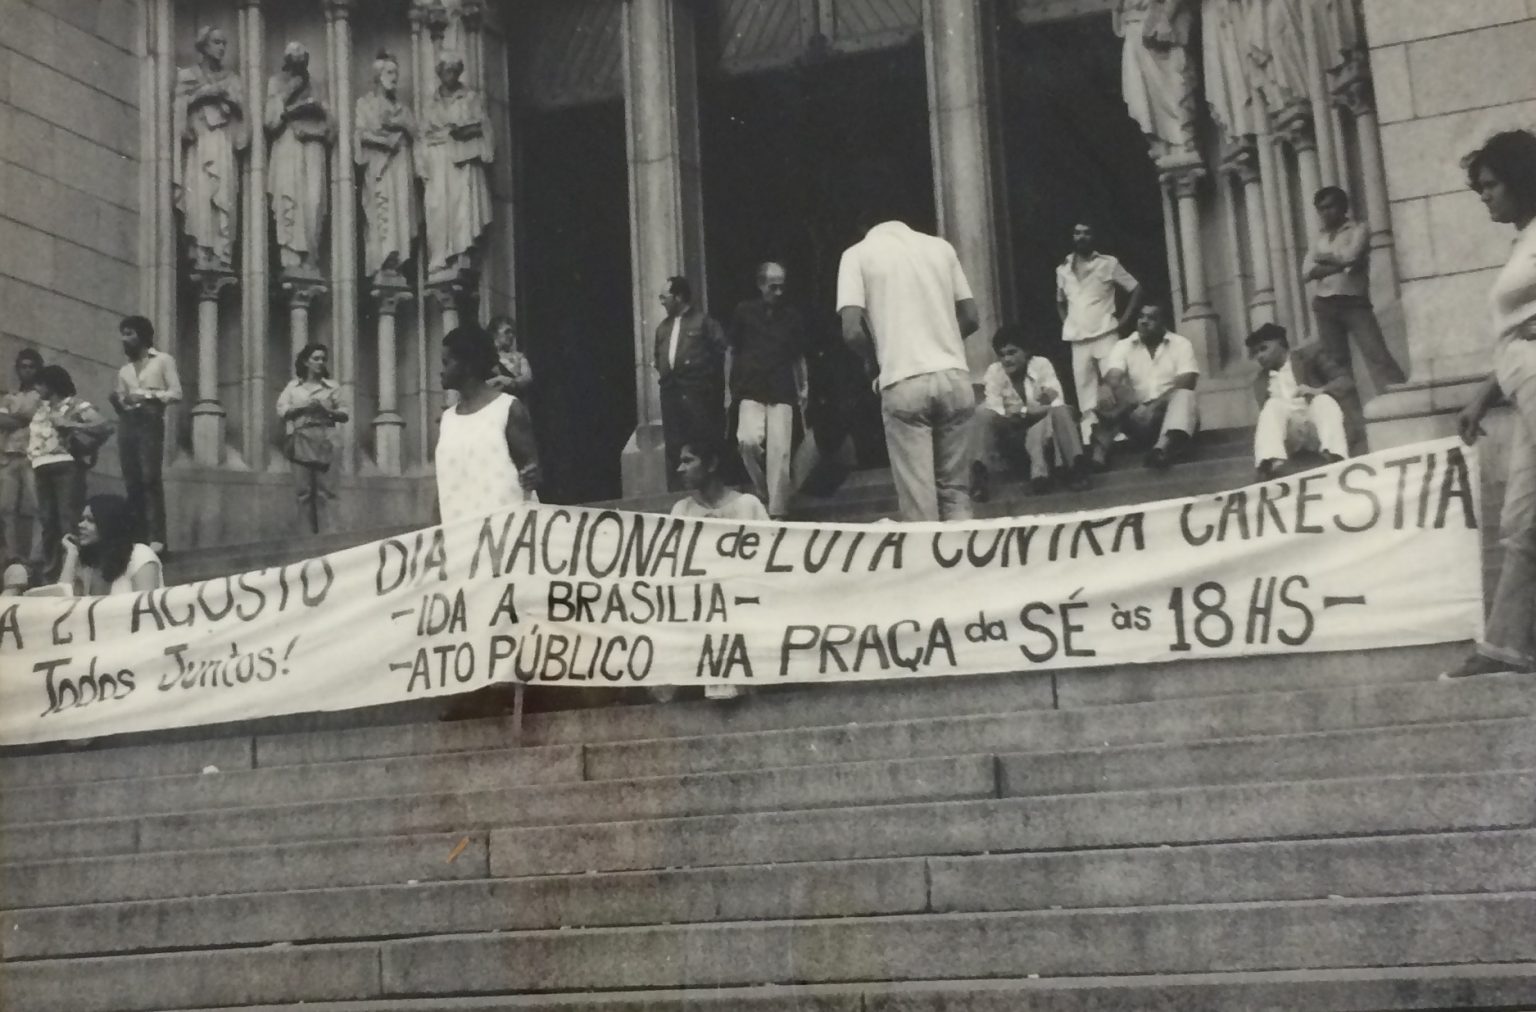 A 21 AGOSTO DIA NACIONAL de LUTA CONTRA CARESTIA
Todos Juntos! -IDA A BRASILIA-
-ATO PÚBLICO NA PRAÇA da SÉ às 18 HS-